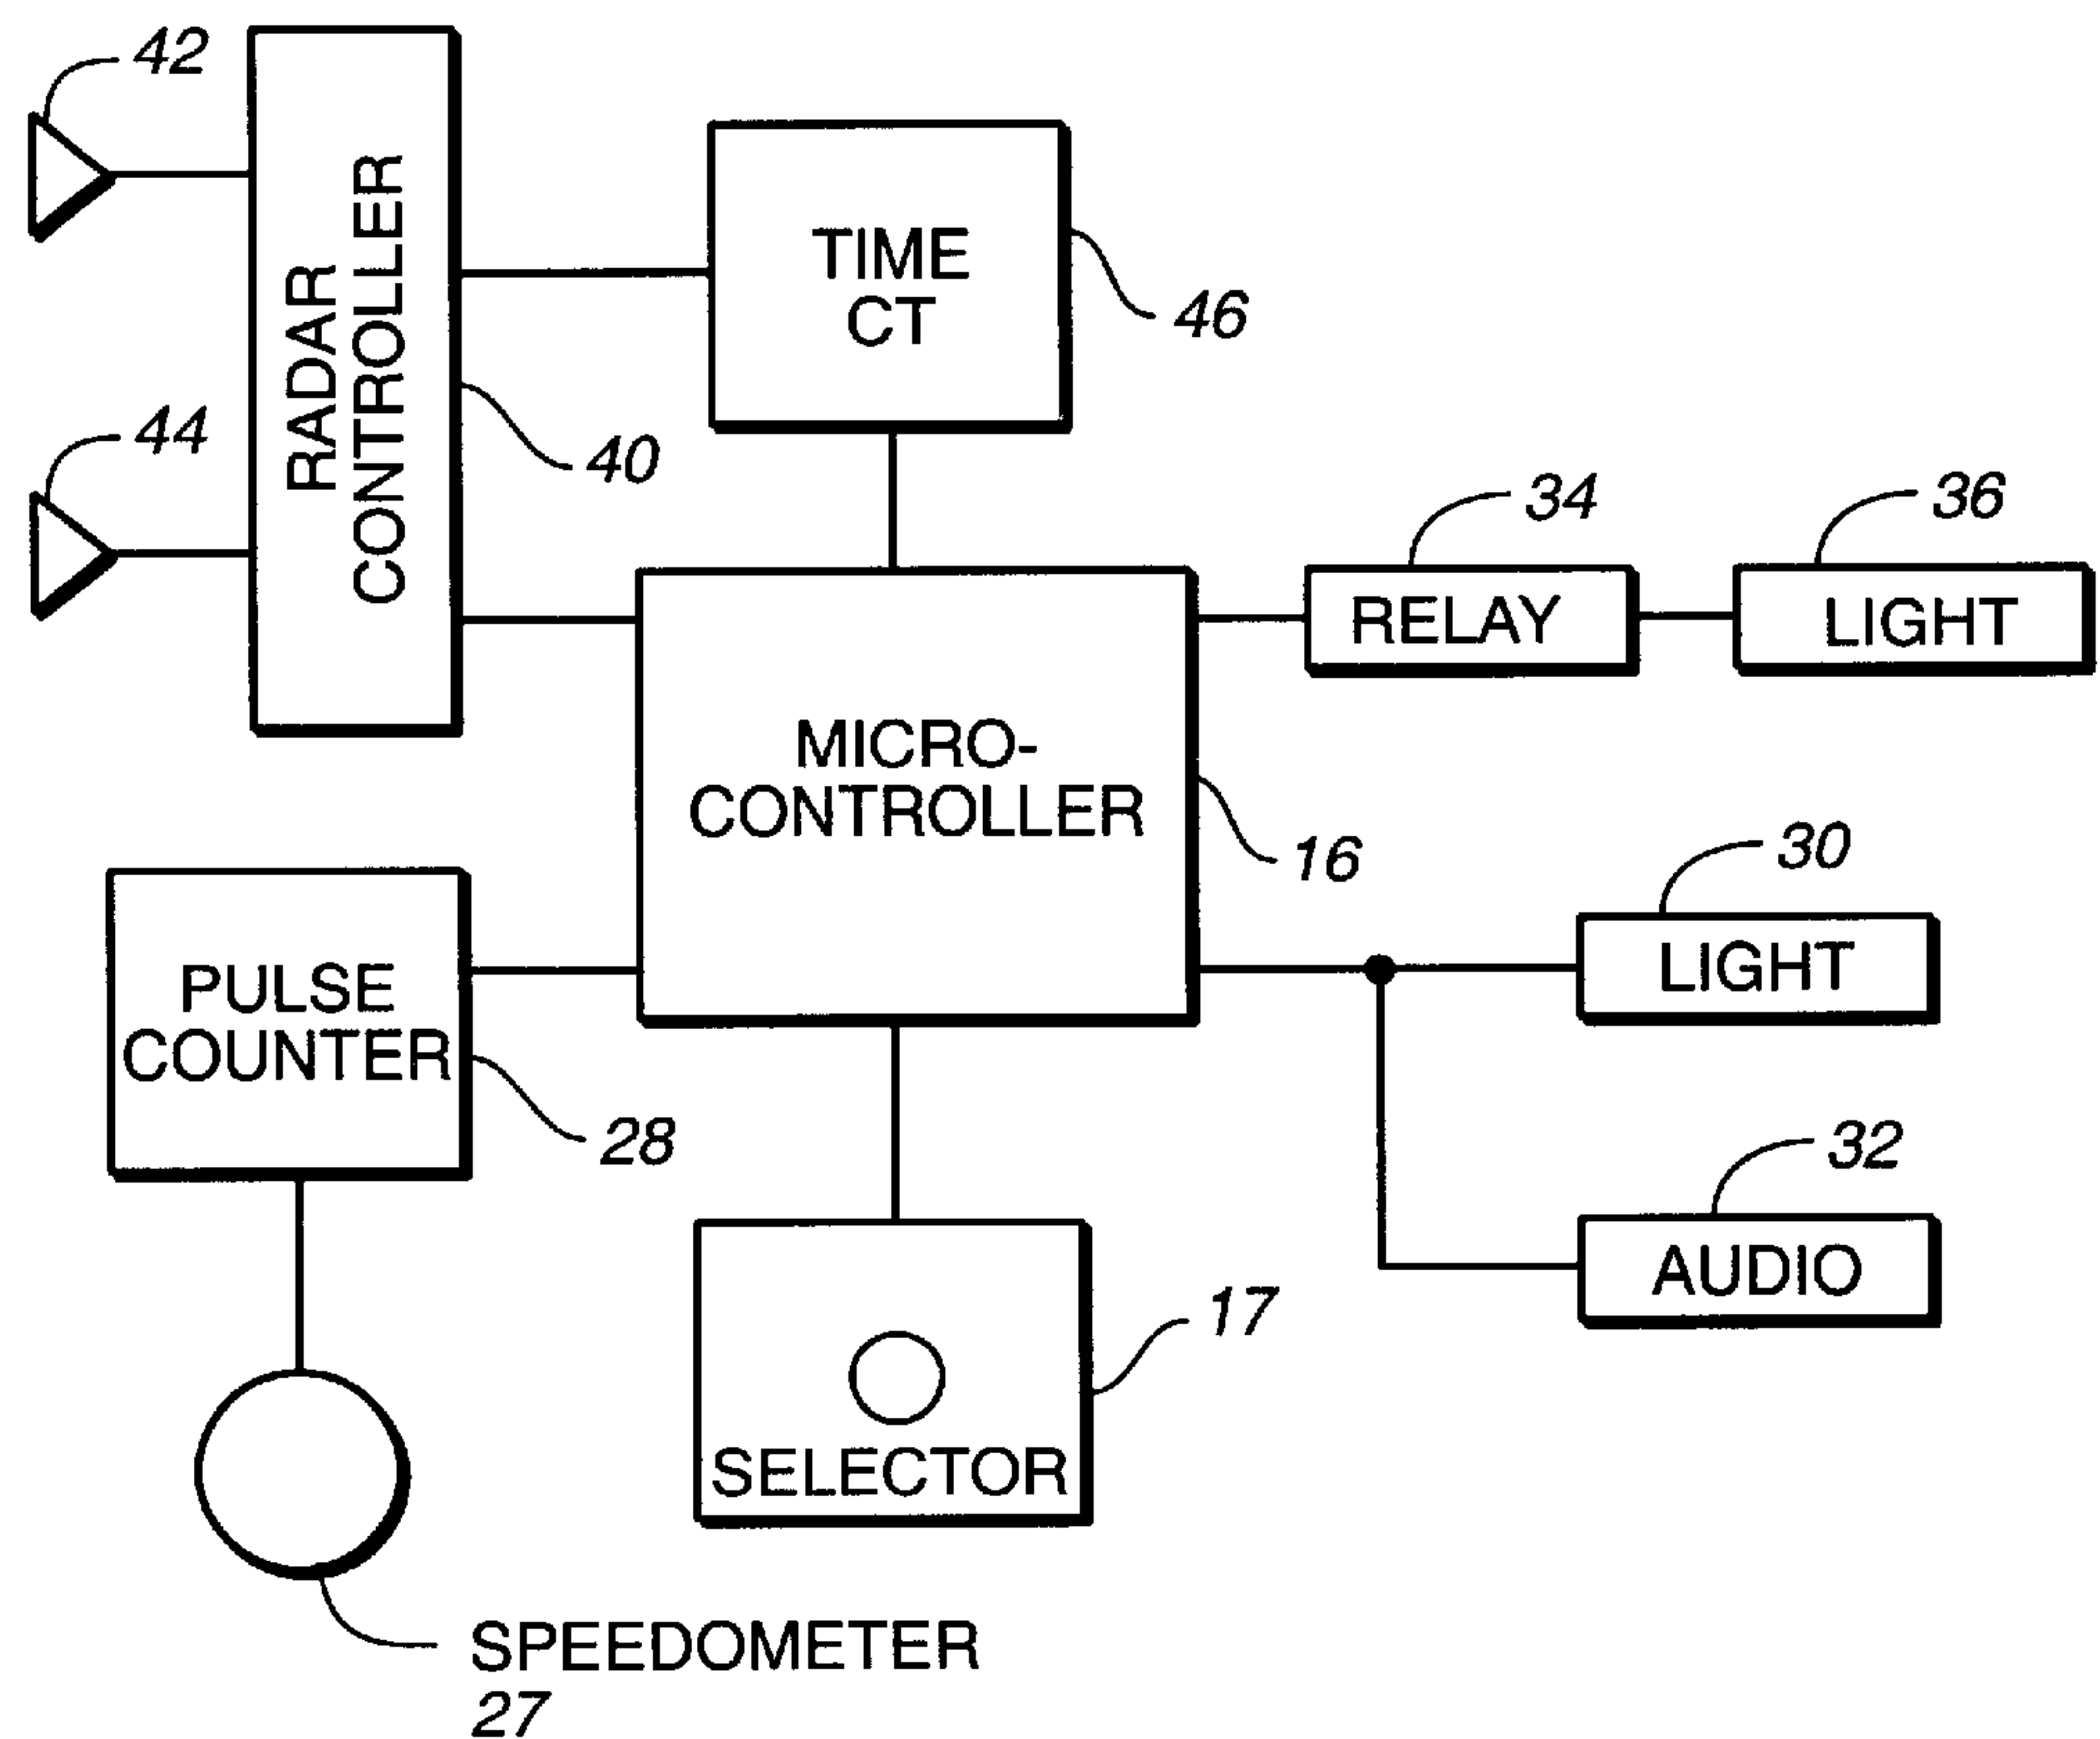 42
RADAR
CONTROLLER
TIME
CT
46
44
40
34
36
RELAY
LIGHT
MICRO-
CONTROLLER
16
30
LIGHT
PULSE
COUNTER
28
32
AUDIO
17
SELECTOR
SPEEDOMETER
27